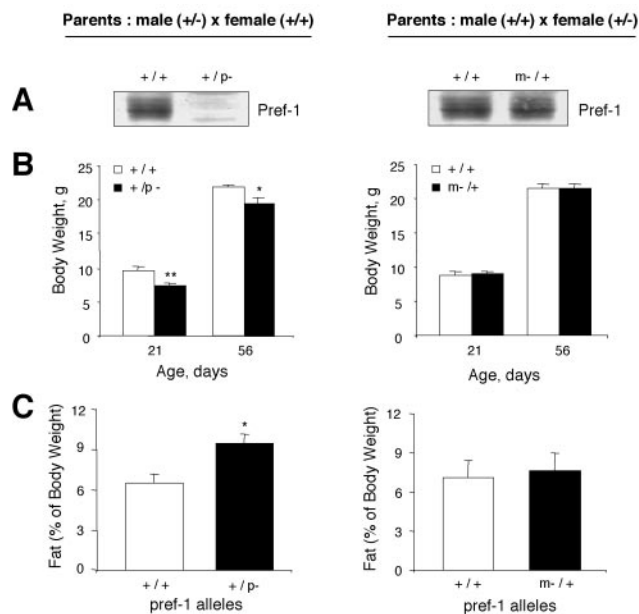 Parents : male (+/-) x female (+/+)
Parents : male (+/+) x female (+/-)
A
+ / +
+ / p-
Pref-1
+ / +
m- / +
Pref-1
B
Body Weight, g
25
20
15
10
5
0
+ / +
+ /p -
**
*
21
56
Age, days
Body Weight, g
25
20
15
10
5
0
+ / +
m- /+
21
56
Age, days
C
Fat (% of Body Weight)
12
9
6
3
0
*
+ / +
+ / p-
pref-1 alleles
Fat (% of Body Weight)
12
9
6
3
0
+ / +
m- / +
pref-1 alleles